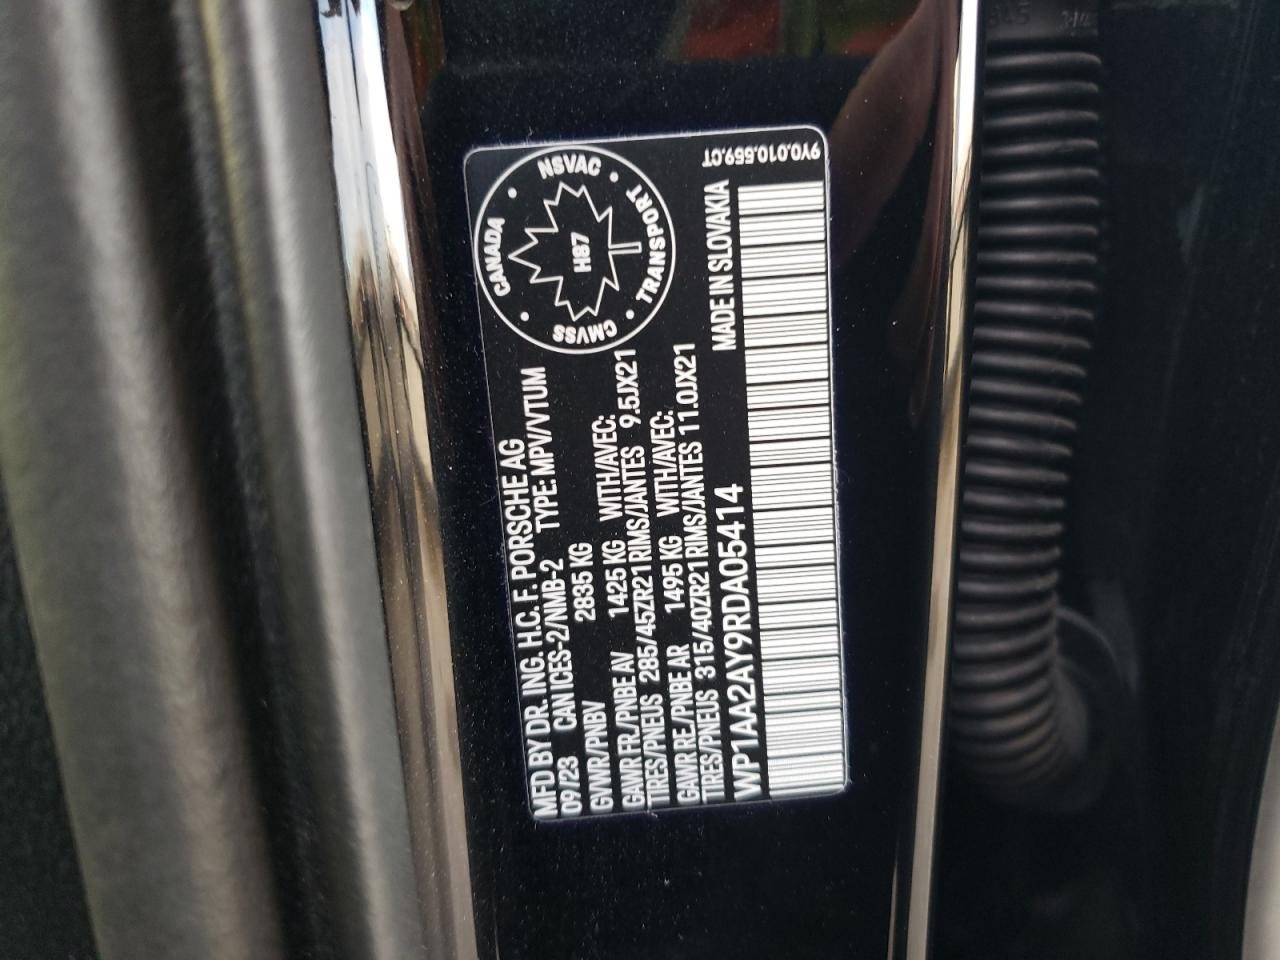 MFD BY DR. ING. H.C. F. PORSCHE AG
09/23 CAN ICES-2/NMB-2 TYPE: MPV/VTUM
GVWR/PNBV 2835 KG
GAWR FR./PNBE AV 1425 KG WITH/AVEC:
TIRES/PNEUS 285/45ZR21 RIMS/JANTES 9.5JX21
GAWR RE./PNBE AR 1495 KG WITH/AVEC:
TIRES/PNEUS 315/40ZR21 RIMS/JANTES 11.0JX21
WP1AA2AY9RDA05414 MADE IN SLOVAKIA
CANADA • NSVAC • TRANSPORT • CMVSS •
H87
9Y0.010.559.CT